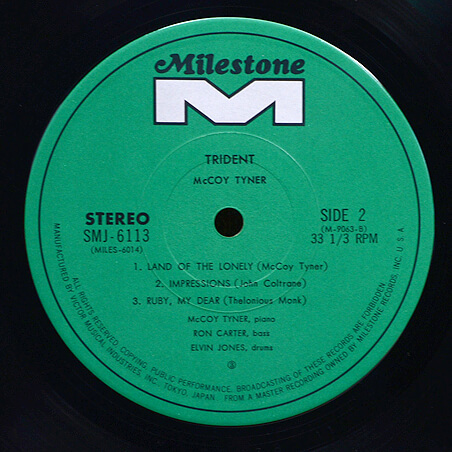 Milestone
M
TRIDENT
McCOY TYNER
STEREO
SMJ-6113
(MILES-6014)
SIDE 2
(M-9063-B)
33 1/3 RPM
1. LAND OF THE LONELY (McCoy Tyner)
2. IMPRESSIONS (John Coltrane)
3. RUBY, MY DEAR (Thelonious Monk)
McCOY TYNER, piano
RON CARTER, bass
ELVIN JONES, drums
ALL RIGHTS RESERVED. COPYING, PUBLIC PERFORMANCE, BROADCASTING OF THESE RECORDS ARE FORBIDDEN
MANUFACTURED BY VICTOR MUSICAL INDUSTRIES INC. TOKYO, JAPAN FROM A MASTER RECORDING OWNED BY MILESTONE RECORDS, INC. U.S.A.